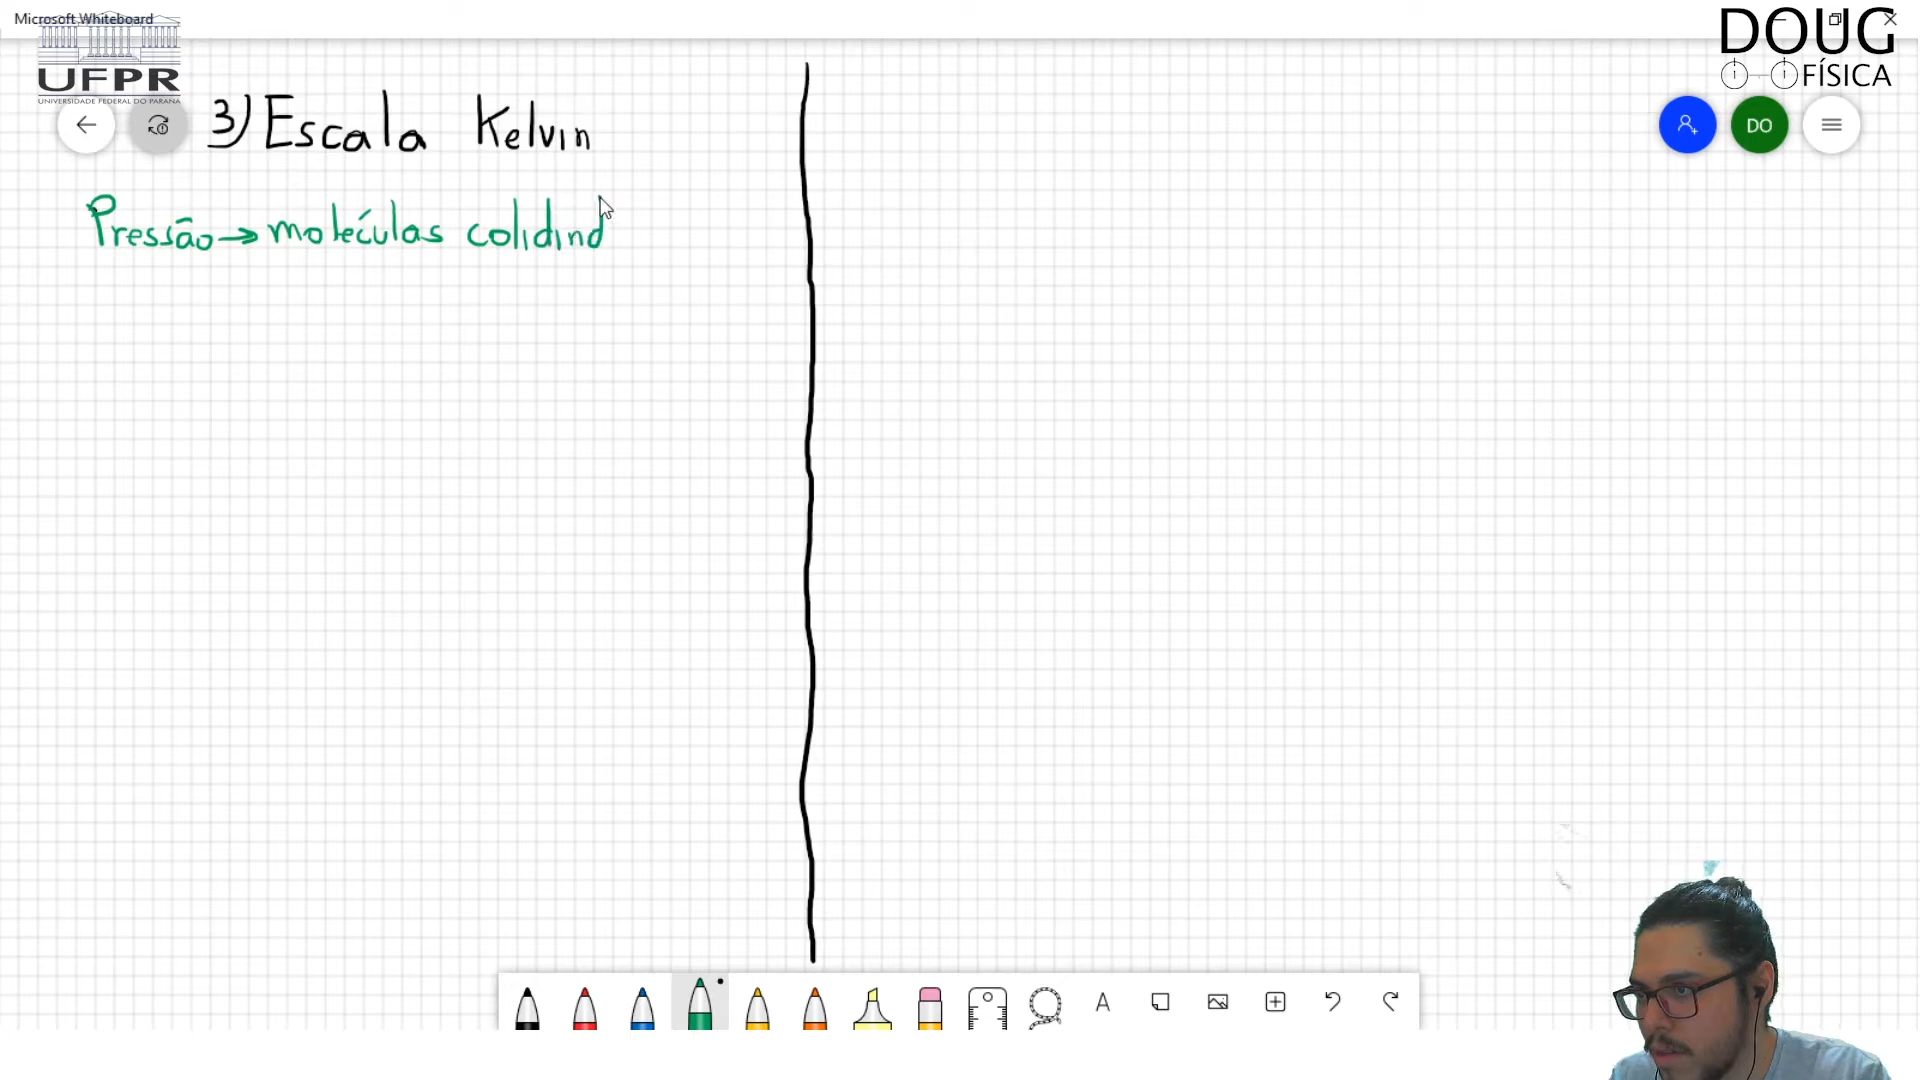 Microsoft Whiteboard
DOUG
FÍSICA
UFPR
UNIVERSIDADE FEDERAL DO PARANÁ
3) Escala Kelvin
DO
Pressão → moléculas colidind
A